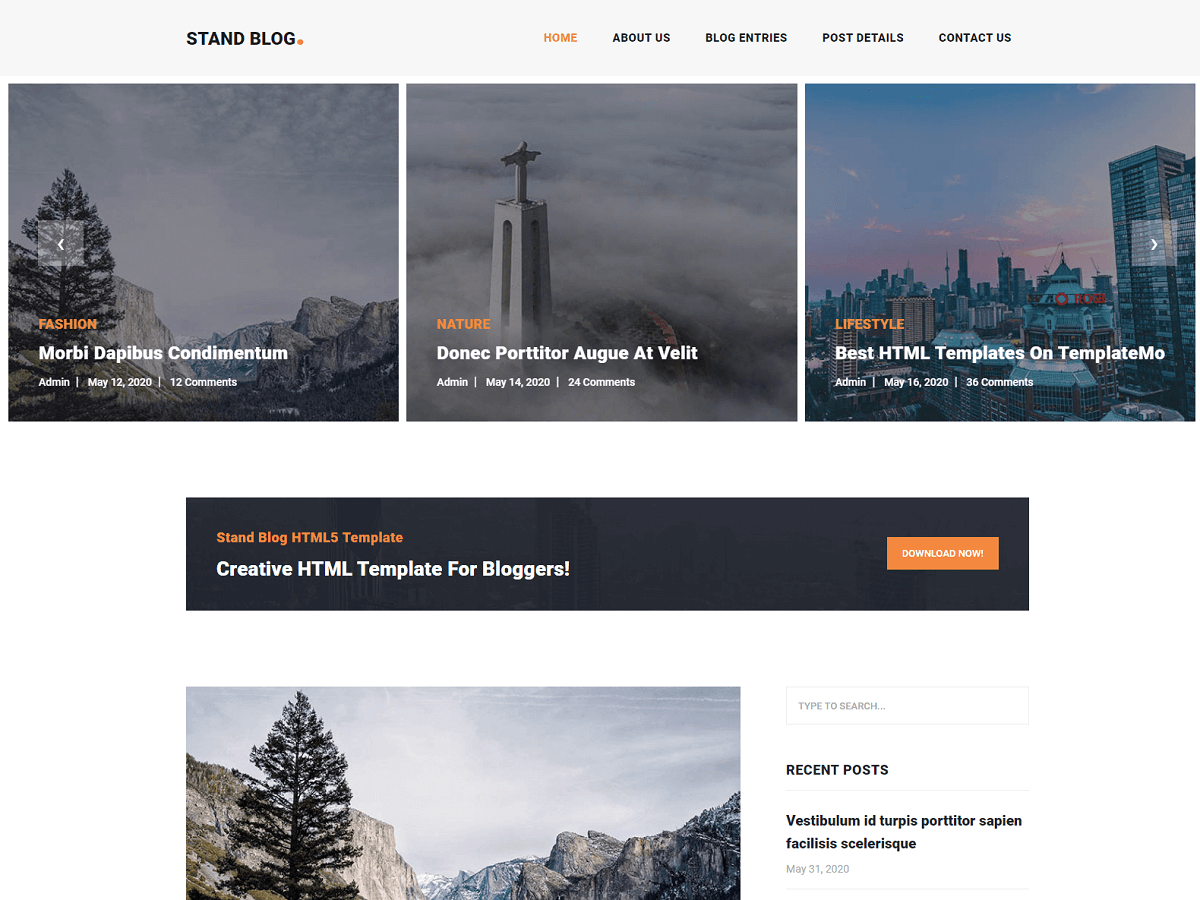 STAND BLOG.
HOME ABOUT US BLOG ENTRIES POST DETAILS CONTACT US
FASHION
Morbi Dapibus Condimentum
Admin | May 12, 2020 | 12 Comments
NATURE
Donec Porttitor Augue At Velit
Admin | May 14, 2020 | 24 Comments
LIFESTYLE
Best HTML Templates On TemplateMo
Admin | May 16, 2020 | 36 Comments
Stand Blog HTML5 Template
Creative HTML Template For Bloggers!
DOWNLOAD NOW!
TYPE TO SEARCH...
RECENT POSTS
Vestibulum id turpis porttitor sapien
facilisis scelerisque
May 31, 2020